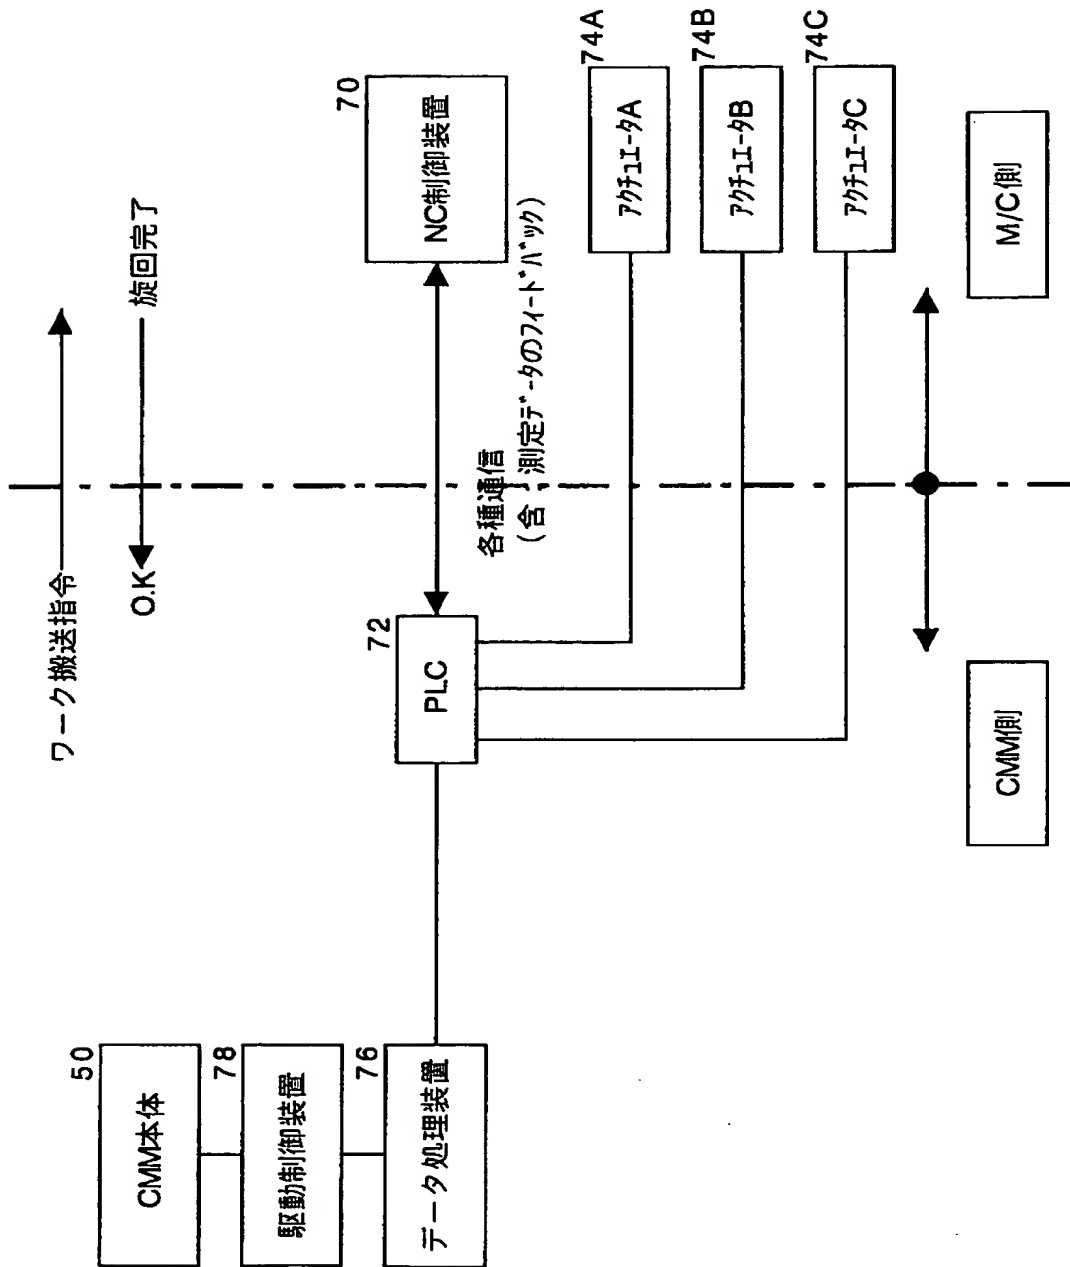 ワーク搬送指令
O.K
旋回完了
50
CMM本体
78
駆動制御装置
76
データ処理装置
72
PLC
各種通信
(含:測定データのフィードバック)
70
NC制御装置
74A
アクチュエータA
74B
アクチュエータB
74C
アクチュエータC
CMM側
M/C側